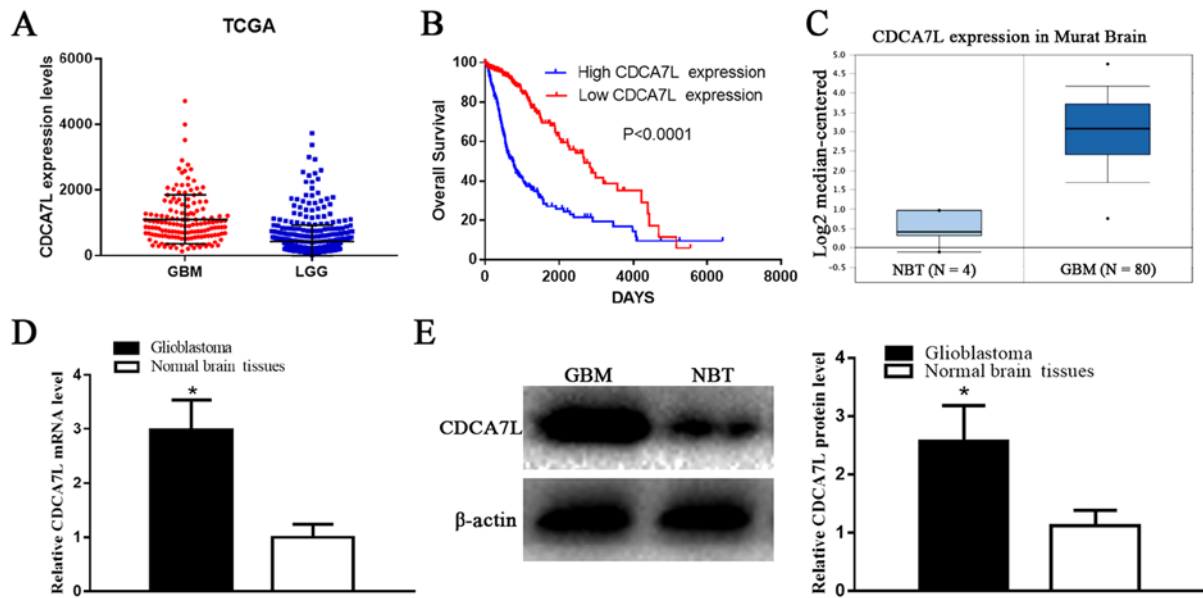 A
TCGA
CDCA7L expression levels
6000
4000
2000
0
GBM
LGG
B
Overall Survival
100
80
60
40
20
0
High CDCA7L expression
Low CDCA7L expression
P<0.0001
0
2000
4000
6000
8000
DAYS
C
CDCA7L expression in Murat Brain
Log2 median-centered
5.0
4.5
4.0
3.5
3.0
2.5
2.0
1.5
1.0
0.5
0.0
-0.5
NBT (N = 4)
GBM (N = 80)
D
Glioblastoma
Normal brain tissues
Relative CDCA7L mRNA level
4
3
2
1
0
*
E
GBM
NBT
CDCA7L
β-actin
Glioblastoma
Normal brain tissues
Relative CDCA7L protein level
4
3
2
1
0
*